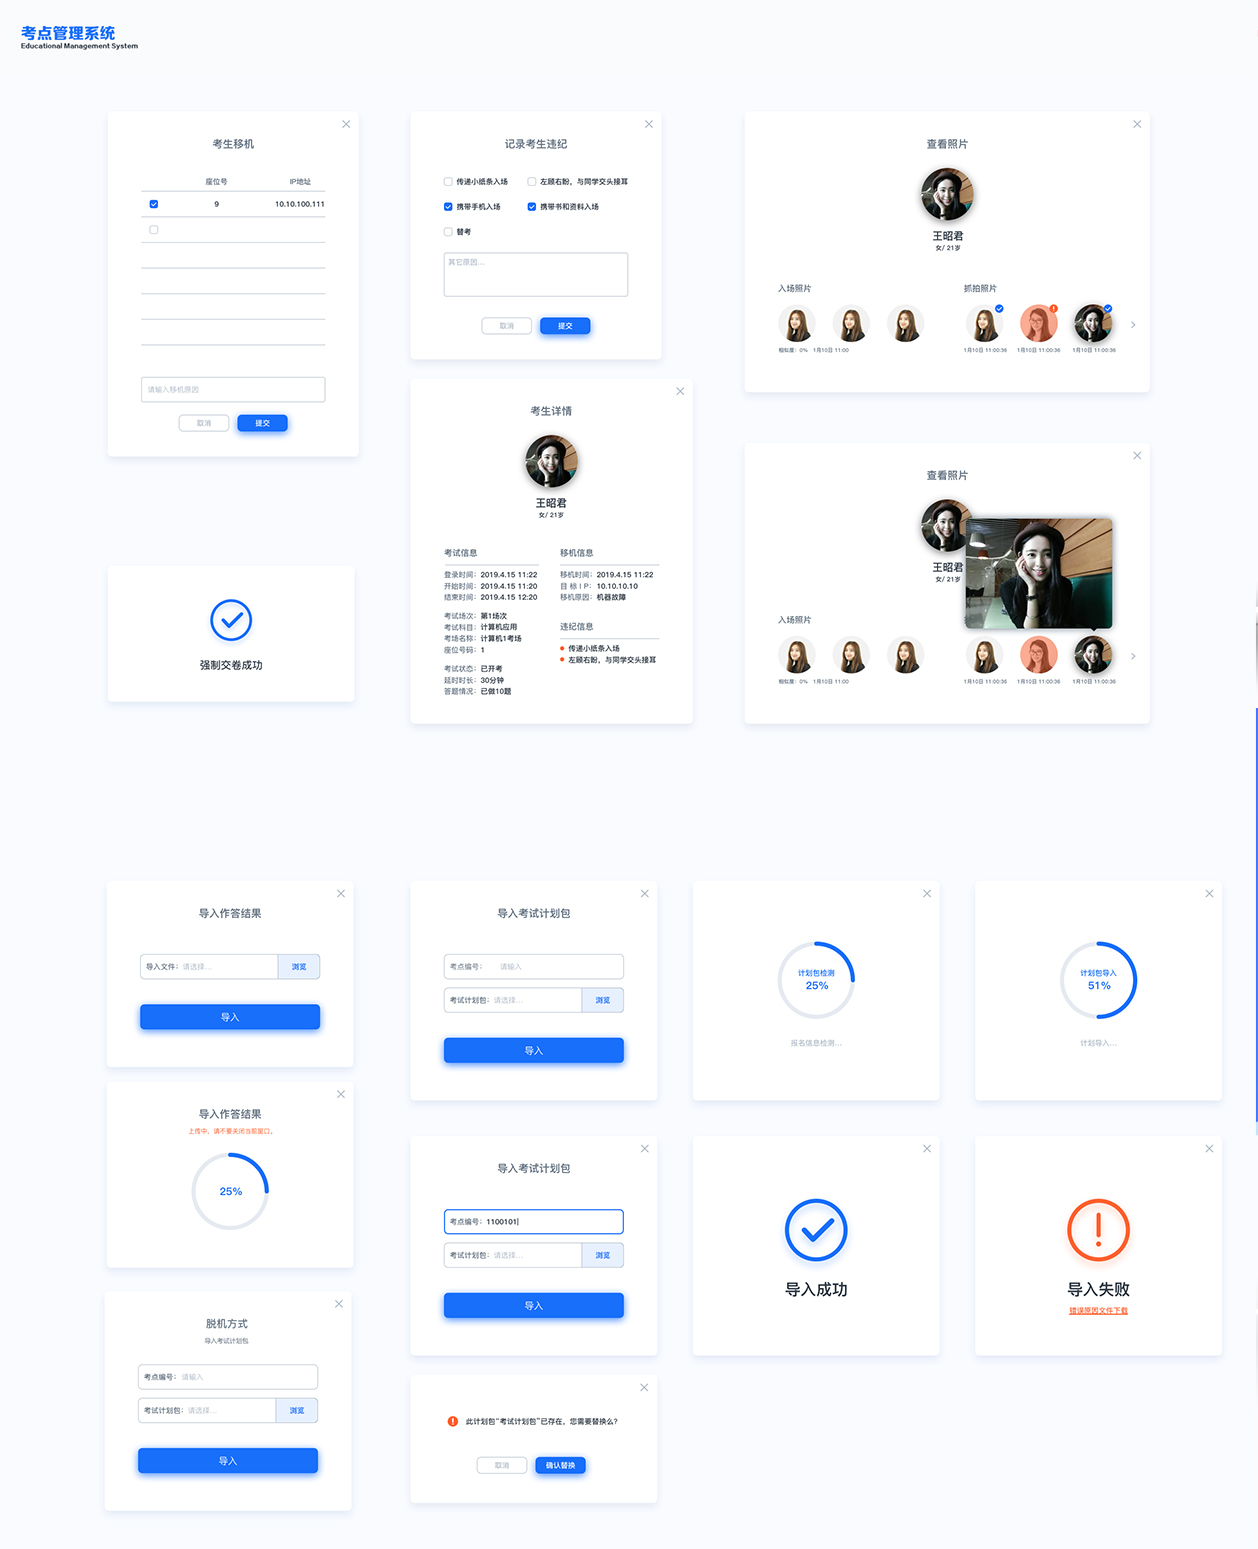 考点管理系统
Educational Management System
考生移机
座位号 IP地址
9 10.10.100.111
请输入移机原因
取消 提交
记录考生违纪
传递小纸条入场 左顾右盼，与同学交头接耳
携带手机入场 携带书和资料入场
替考
其它原因...
取消 提交
查看照片
王昭君
女/ 21岁
入场照片 抓拍照片
相似度：0% 1月10日 11:00 1月10日 11:00:36 1月10日 11:00:36 1月10日 11:00:36
考生详情
王昭君
女/ 21岁
考试信息
登录时间：2019.4.15 11:22
开始时间：2019.4.15 11:20
结束时间：2019.4.15 12:20
考试场次：第1场次
考试科目：计算机应用
考场名称：计算机1考场
座位号码：1
考试状态：已开考
延时时长：30分钟
答题情况：已做10题
移机信息
移机时间：2019.4.15 11:22
目 标 I P：10.10.10.10
移机原因：机器故障
违纪信息
传递小纸条入场
左顾右盼，与同学交头接耳
查看照片
王昭君
女/ 21岁
入场照片
相似度：0% 1月10日 11:00 1月10日 11:00:36 1月10日 11:00:36 1月10日 11:00:36
强制交卷成功
导入作答结果
导入文件：请选择... 浏览
导入
导入考试计划包
考点编号： 请输入
考试计划包：请选择... 浏览
导入
计划包检测
25%
报名信息检测...
计划包导入
51%
计划导入...
导入作答结果
上传中，请不要关闭当前窗口。
25%
导入考试计划包
考点编号：1100101
考试计划包：请选择... 浏览
导入
导入成功
导入失败
错误原因文件下载
脱机方式
导入考试计划包
考点编号：请输入
考试计划包：请选择... 浏览
导入
此计划包“考试计划包”已存在，您需要替换么？
取消 确认替换